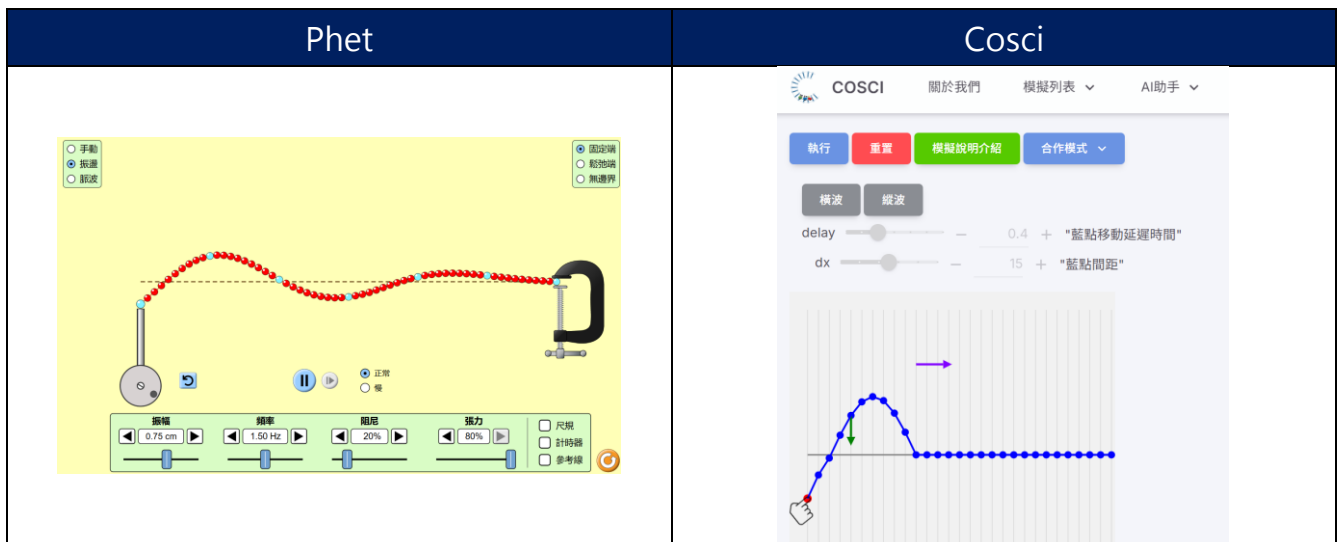 Phet
Cosci
手動
振盪
脈波
固定端
鬆弛端
無邊界
正常
慢
振幅
0.75 cm
頻率
1.50 Hz
阻尼
20%
張力
80%
尺規
計時器
參考線
COSCI 關於我們 模擬列表 AI助手
執行 重置 模擬說明介紹 合作模式
橫波 縱波
delay − 0.4 + "藍點移動延遲時間"
dx − 15 + "藍點間距"